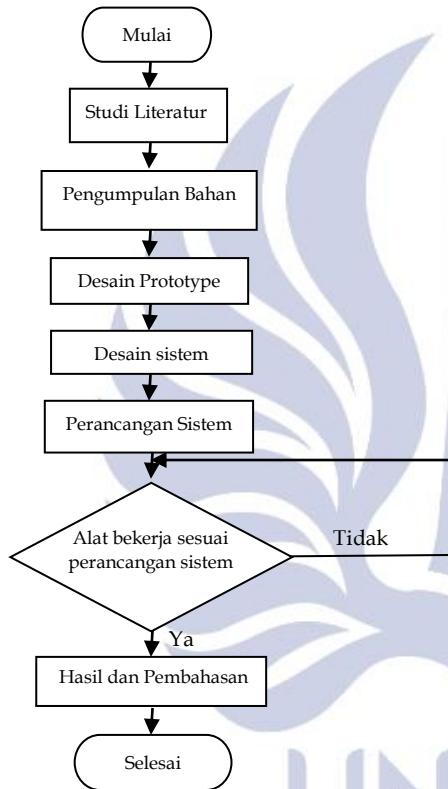 Mulai
Studi Literatur
Pengumpulan Bahan
Desain Prototype
Desain sistem
Perancangan Sistem
Alat bekerja sesuai
perancangan sistem
Tidak
Ya
Hasil dan Pembahasan
Selesai